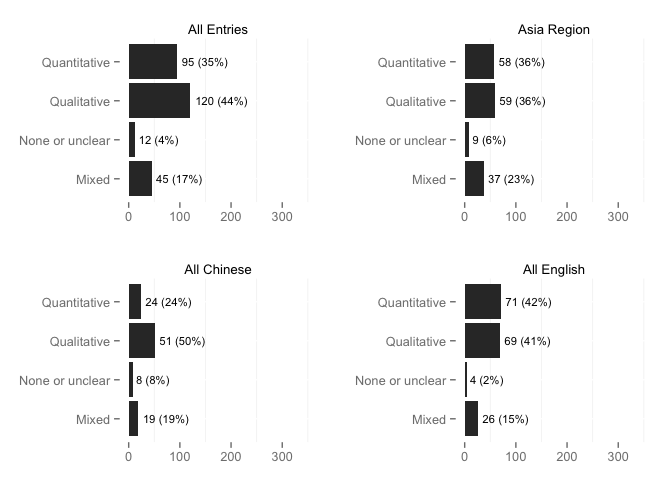 All Entries
Quantitative 95 (35%)
Qualitative 120 (44%)
None or unclear 12 (4%)
Mixed 45 (17%)
0 100 200 300
Asia Region
Quantitative 58 (36%)
Qualitative 59 (36%)
None or unclear 9 (6%)
Mixed 37 (23%)
0 100 200 300
All Chinese
Quantitative 24 (24%)
Qualitative 51 (50%)
None or unclear 8 (8%)
Mixed 19 (19%)
0 100 200 300
All English
Quantitative 71 (42%)
Qualitative 69 (41%)
None or unclear 4 (2%)
Mixed 26 (15%)
0 100 200 300